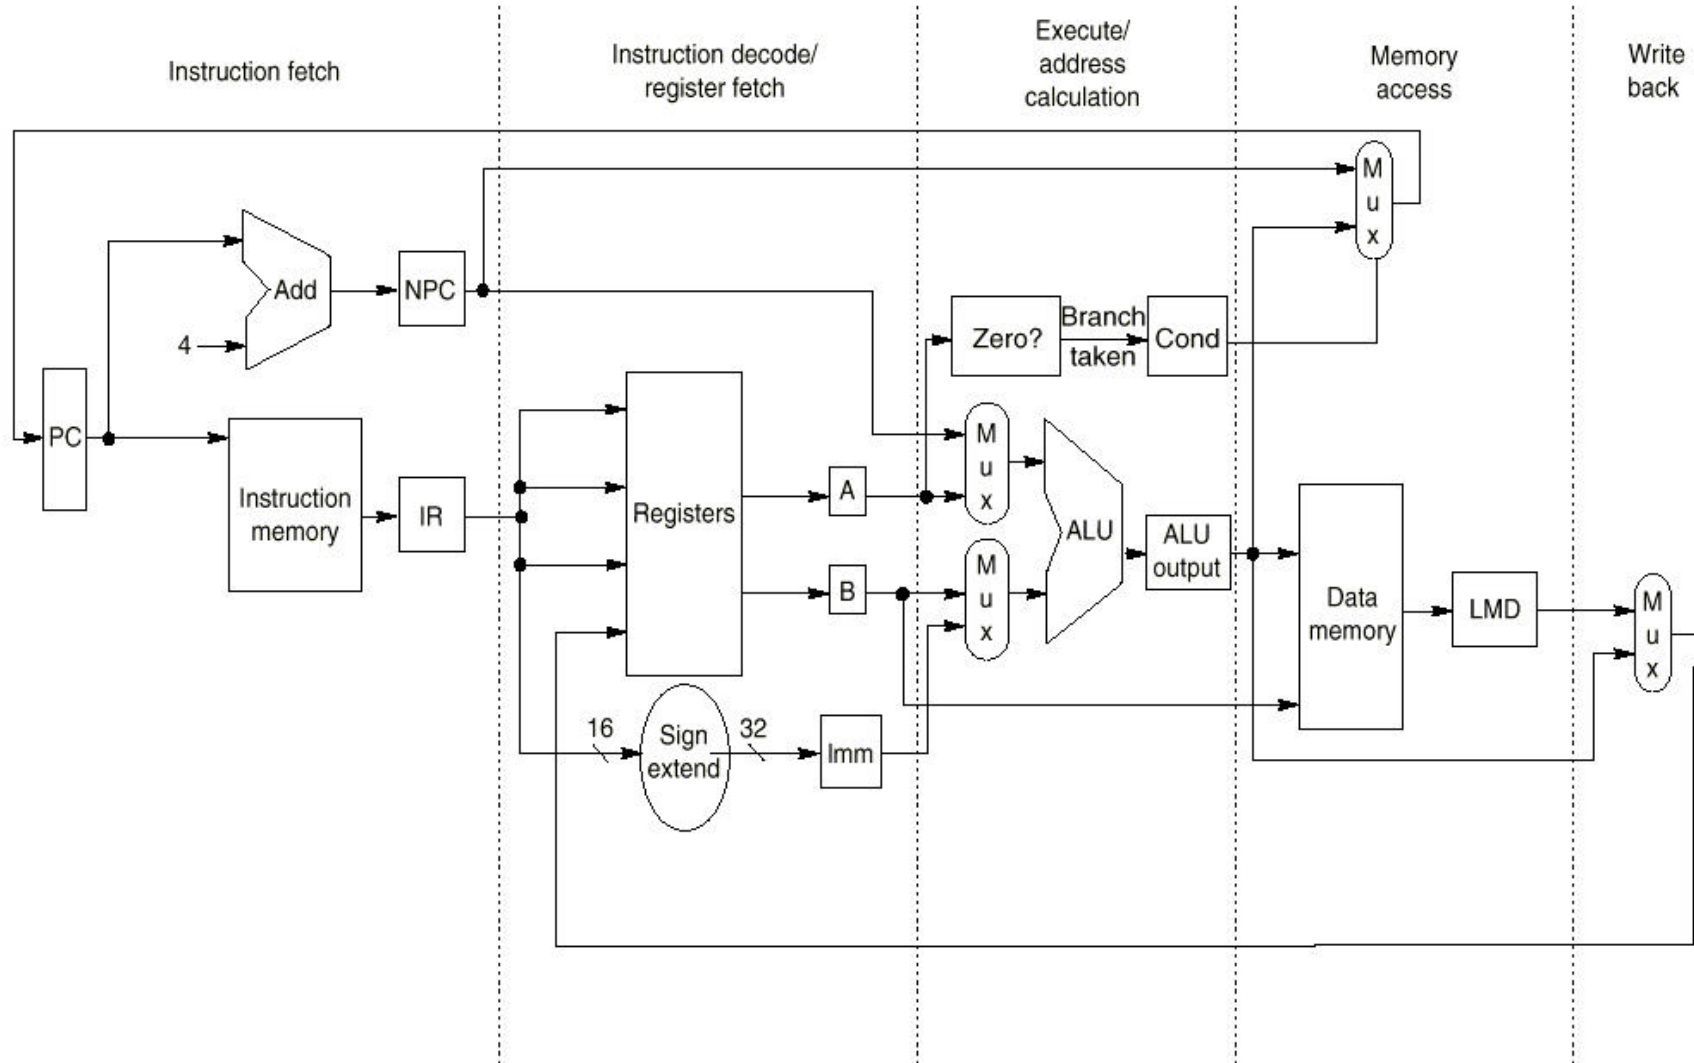 Instruction fetch
Instruction decode/
register fetch
Execute/
address
calculation
Memory
access
Write
back
M
u
x
Add
NPC
4
Zero?
Branch
taken
Cond
PC
Instruction
memory
IR
Registers
A
B
M
u
x
M
u
x
ALU
ALU
output
Data
memory
LMD
M
u
x
16
Sign
extend
32
Imm